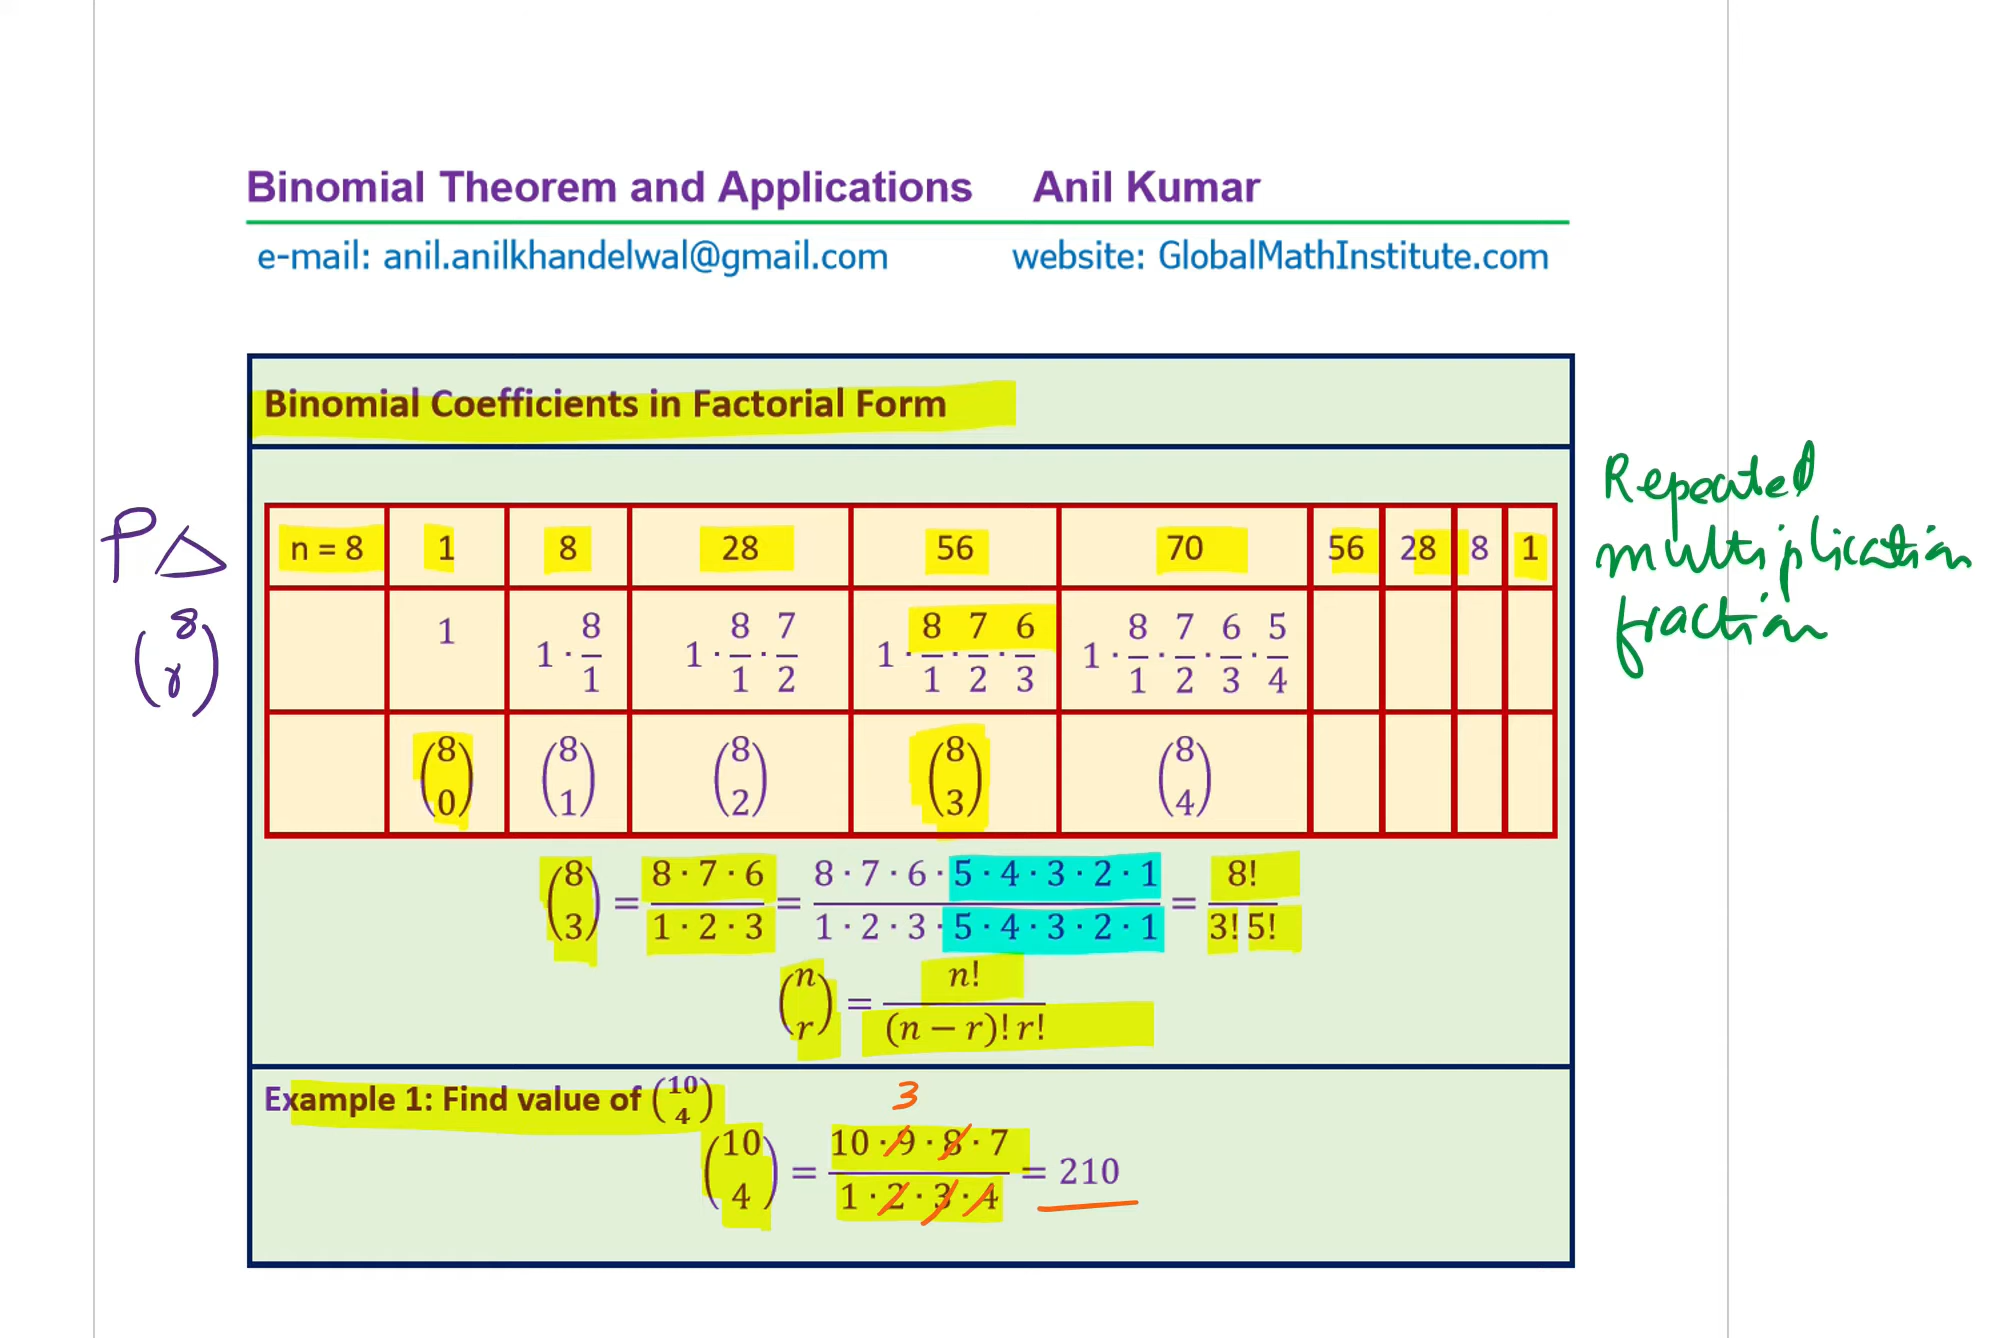 Binomial Theorem and Applications Anil Kumar
e-mail: anil.anilkhandelwal@gmail.com website: GlobalMathInstitute.com
Binomial Coefficients in Factorial Form
n = 8 1 8 28 56 70 56 28 8 1
1 1 · 8/1 1 · 8/1 · 7/2 1 · 8/1 · 7/2 · 6/3 1 · 8/1 · 7/2 · 6/3 · 5/4
(8 0) (8 1) (8 2) (8 3) (8 4)
(8 3) = (8 · 7 · 6)/(1 · 2 · 3) = (8 · 7 · 6 · 5 · 4 · 3 · 2 · 1)/(1 · 2 · 3 · 5 · 4 · 3 · 2 · 1) = 8!/(3! 5!)
(n r) = n!/((n − r)! r!)
Example 1: Find value of (10 4)
3
(10 4) = (10 · 9 · 8 · 7)/(1 · 2 · 3 · 4) = 210
P △
(8 r)
Repeated
multiplication
fraction